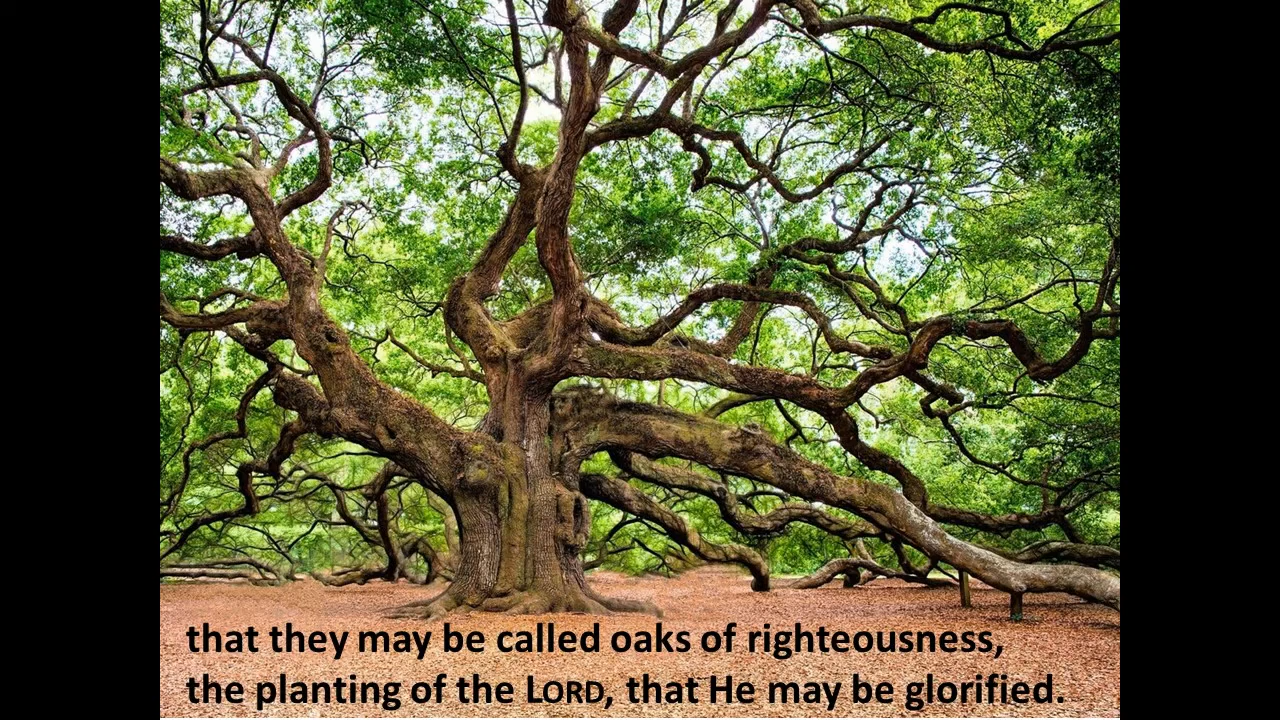 that they may be called oaks of righteousness,
the planting of the LORD, that He may be glorified.